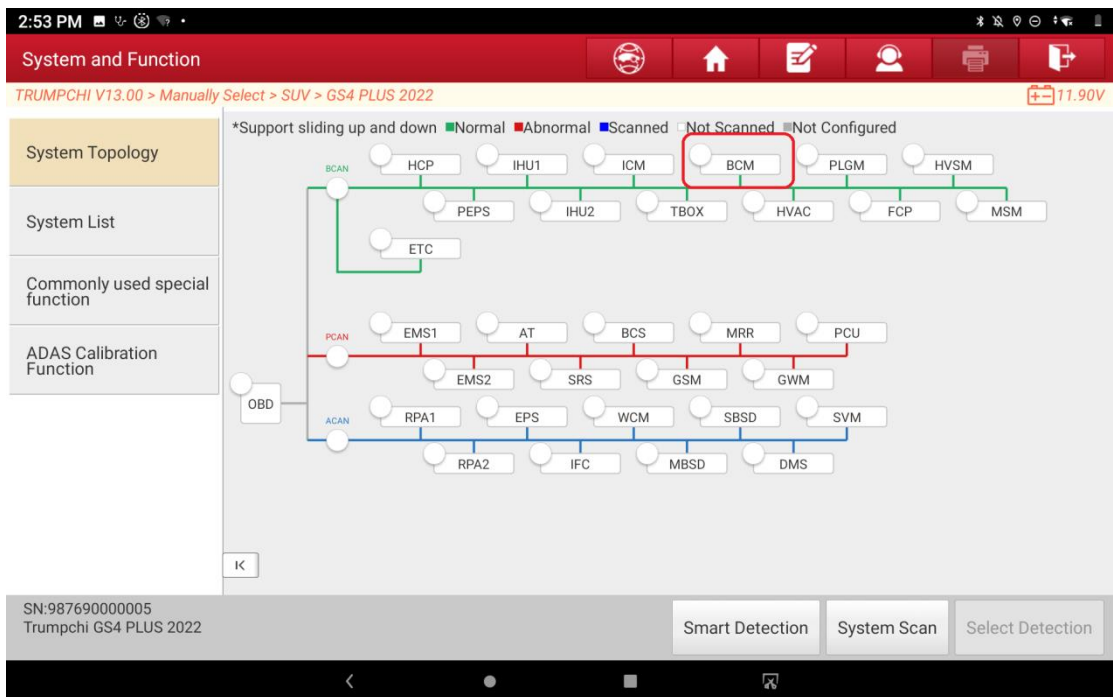 2:53 PM
System and Function
TRUMPCHI V13.00 > Manually Select > SUV > GS4 PLUS 2022
11.90V
System Topology
System List
Commonly used special
function
ADAS Calibration
Function
*Support sliding up and down Normal Abnormal Scanned Not Scanned Not Configured
BCAN
HCP IHU1 ICM BCM PLGM HVSM
PEPS IHU2 TBOX HVAC FCP MSM
ETC
PCAN
EMS1 AT BCS MRR PCU
EMS2 SRS GSM GWM
OBD
ACAN
RPA1 EPS WCM SBSD SVM
RPA2 IFC MBSD DMS
SN:987690000005
Trumpchi GS4 PLUS 2022
Smart Detection System Scan Select Detection